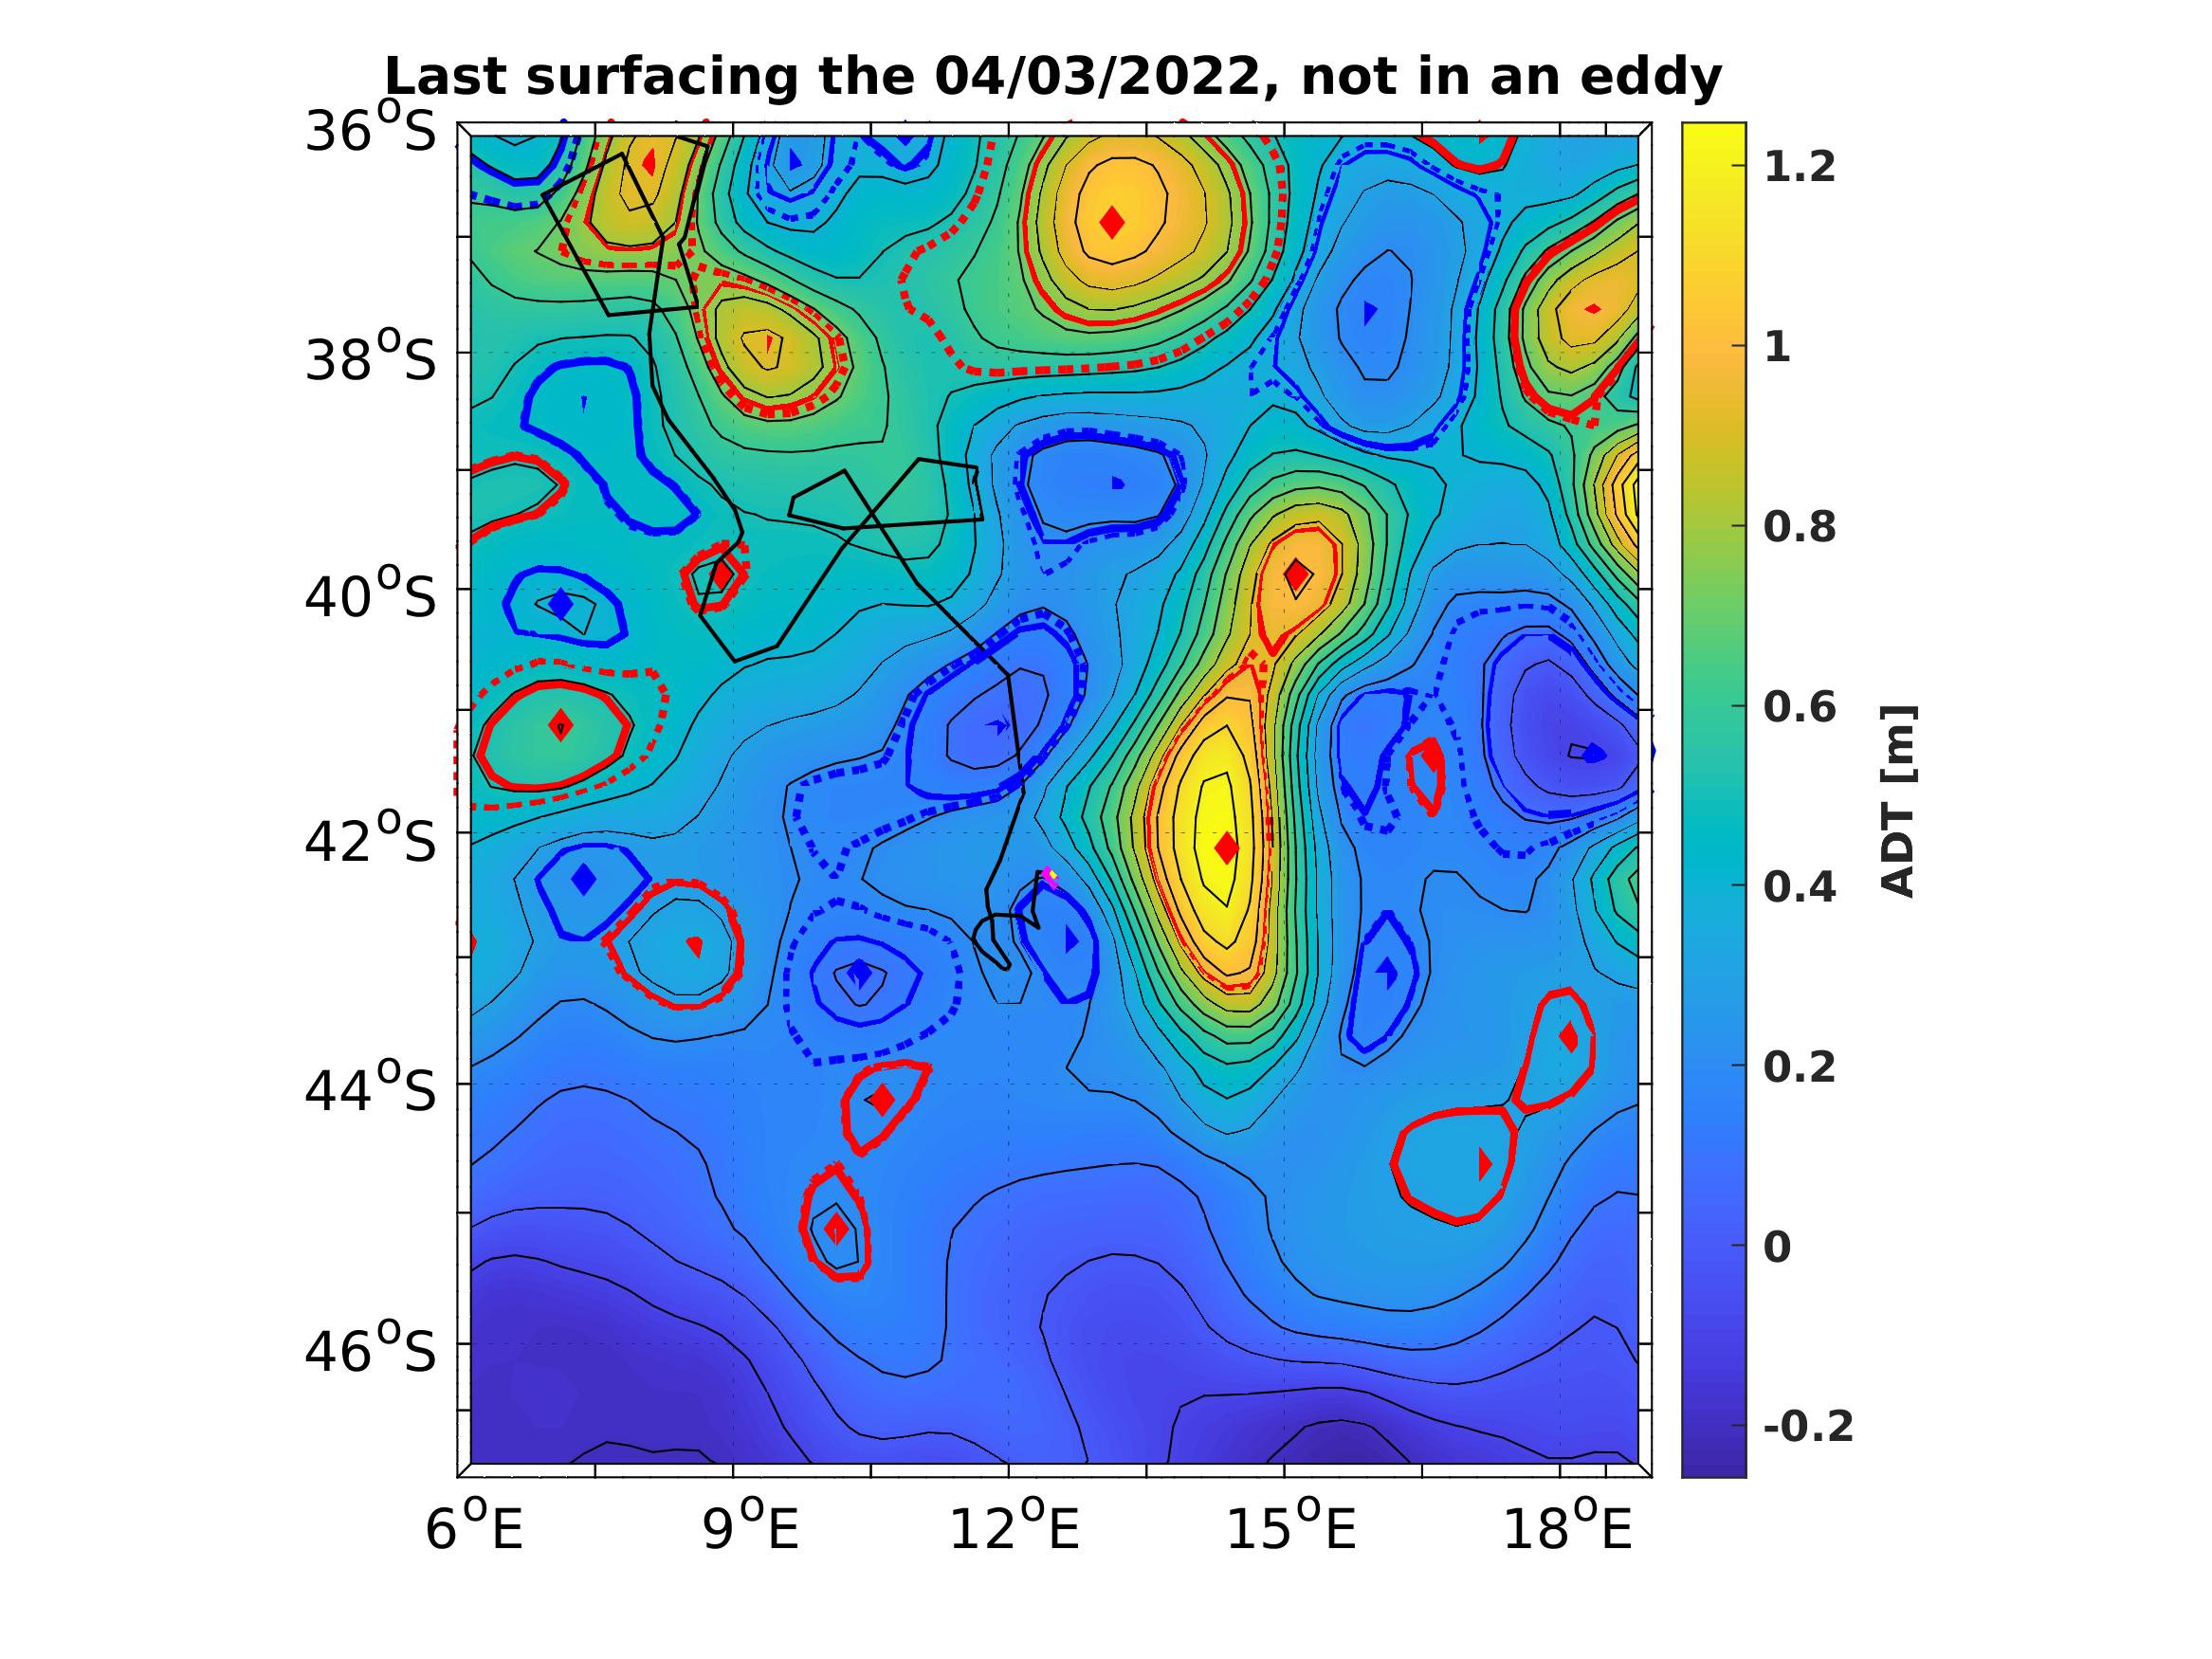 Last surfacing the 04/03/2022, not in an eddy
36°S
38°S
40°S
42°S
44°S
46°S
6°E
9°E
12°E
15°E
18°E
1.2
1
0.8
0.6
0.4
0.2
0
-0.2
ADT [m]